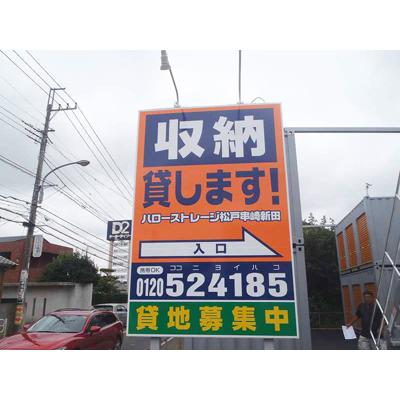 収納
貸します!
ハローストレージ松戸串崎新田
入口
携帯OK
ココニヨイハコ
0120 524185
貸地募集中
D2